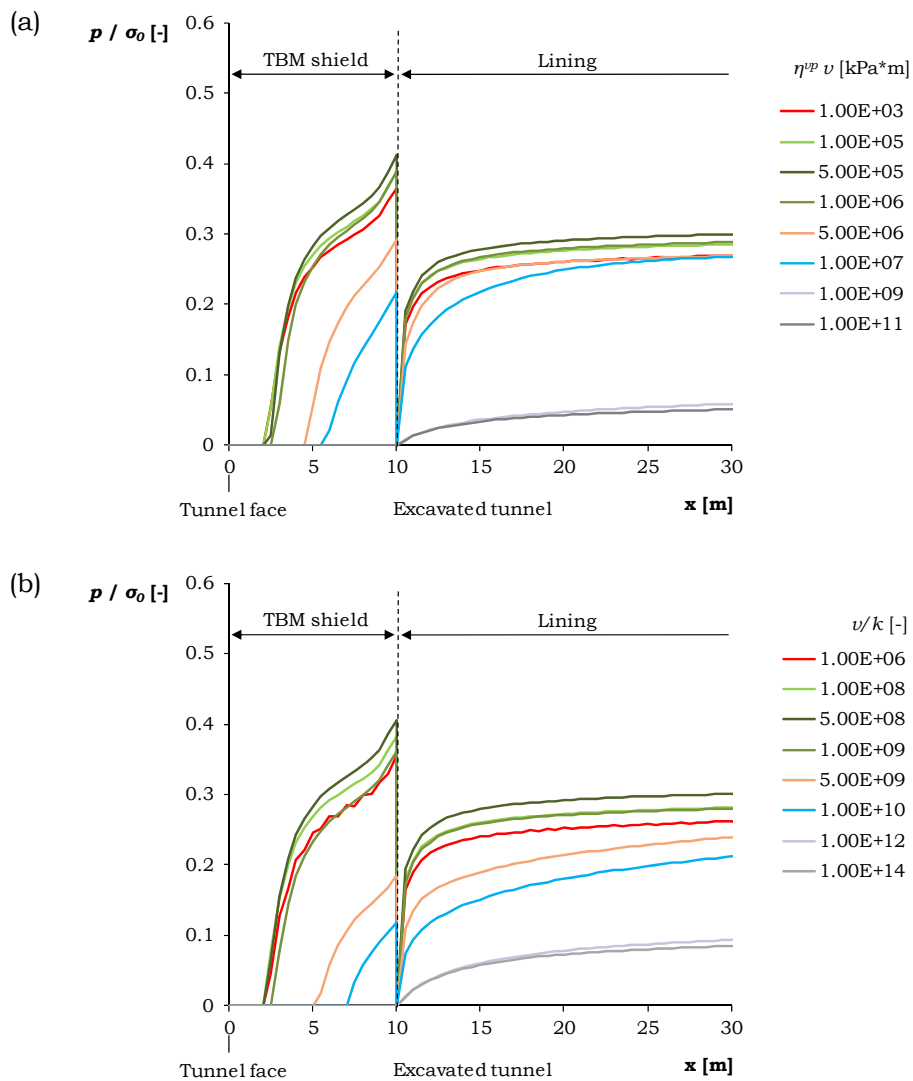 (a)
p / σ₀ [-]
0.6
TBM shield
Lining
η^vp v [kPa*m]
0.5
1.00E+03
1.00E+05
0.4
5.00E+05
1.00E+06
0.3
5.00E+06
1.00E+07
0.2
1.00E+09
1.00E+11
0.1
0
0 5 10 15 20 25 30
Tunnel face
Excavated tunnel
x [m]
(b)
p / σ₀ [-]
0.6
TBM shield
Lining
v/k [-]
0.5
1.00E+06
1.00E+08
0.4
5.00E+08
1.00E+09
0.3
5.00E+09
1.00E+10
0.2
1.00E+12
1.00E+14
0.1
0
0 5 10 15 20 25 30
Tunnel face
Excavated tunnel
x [m]